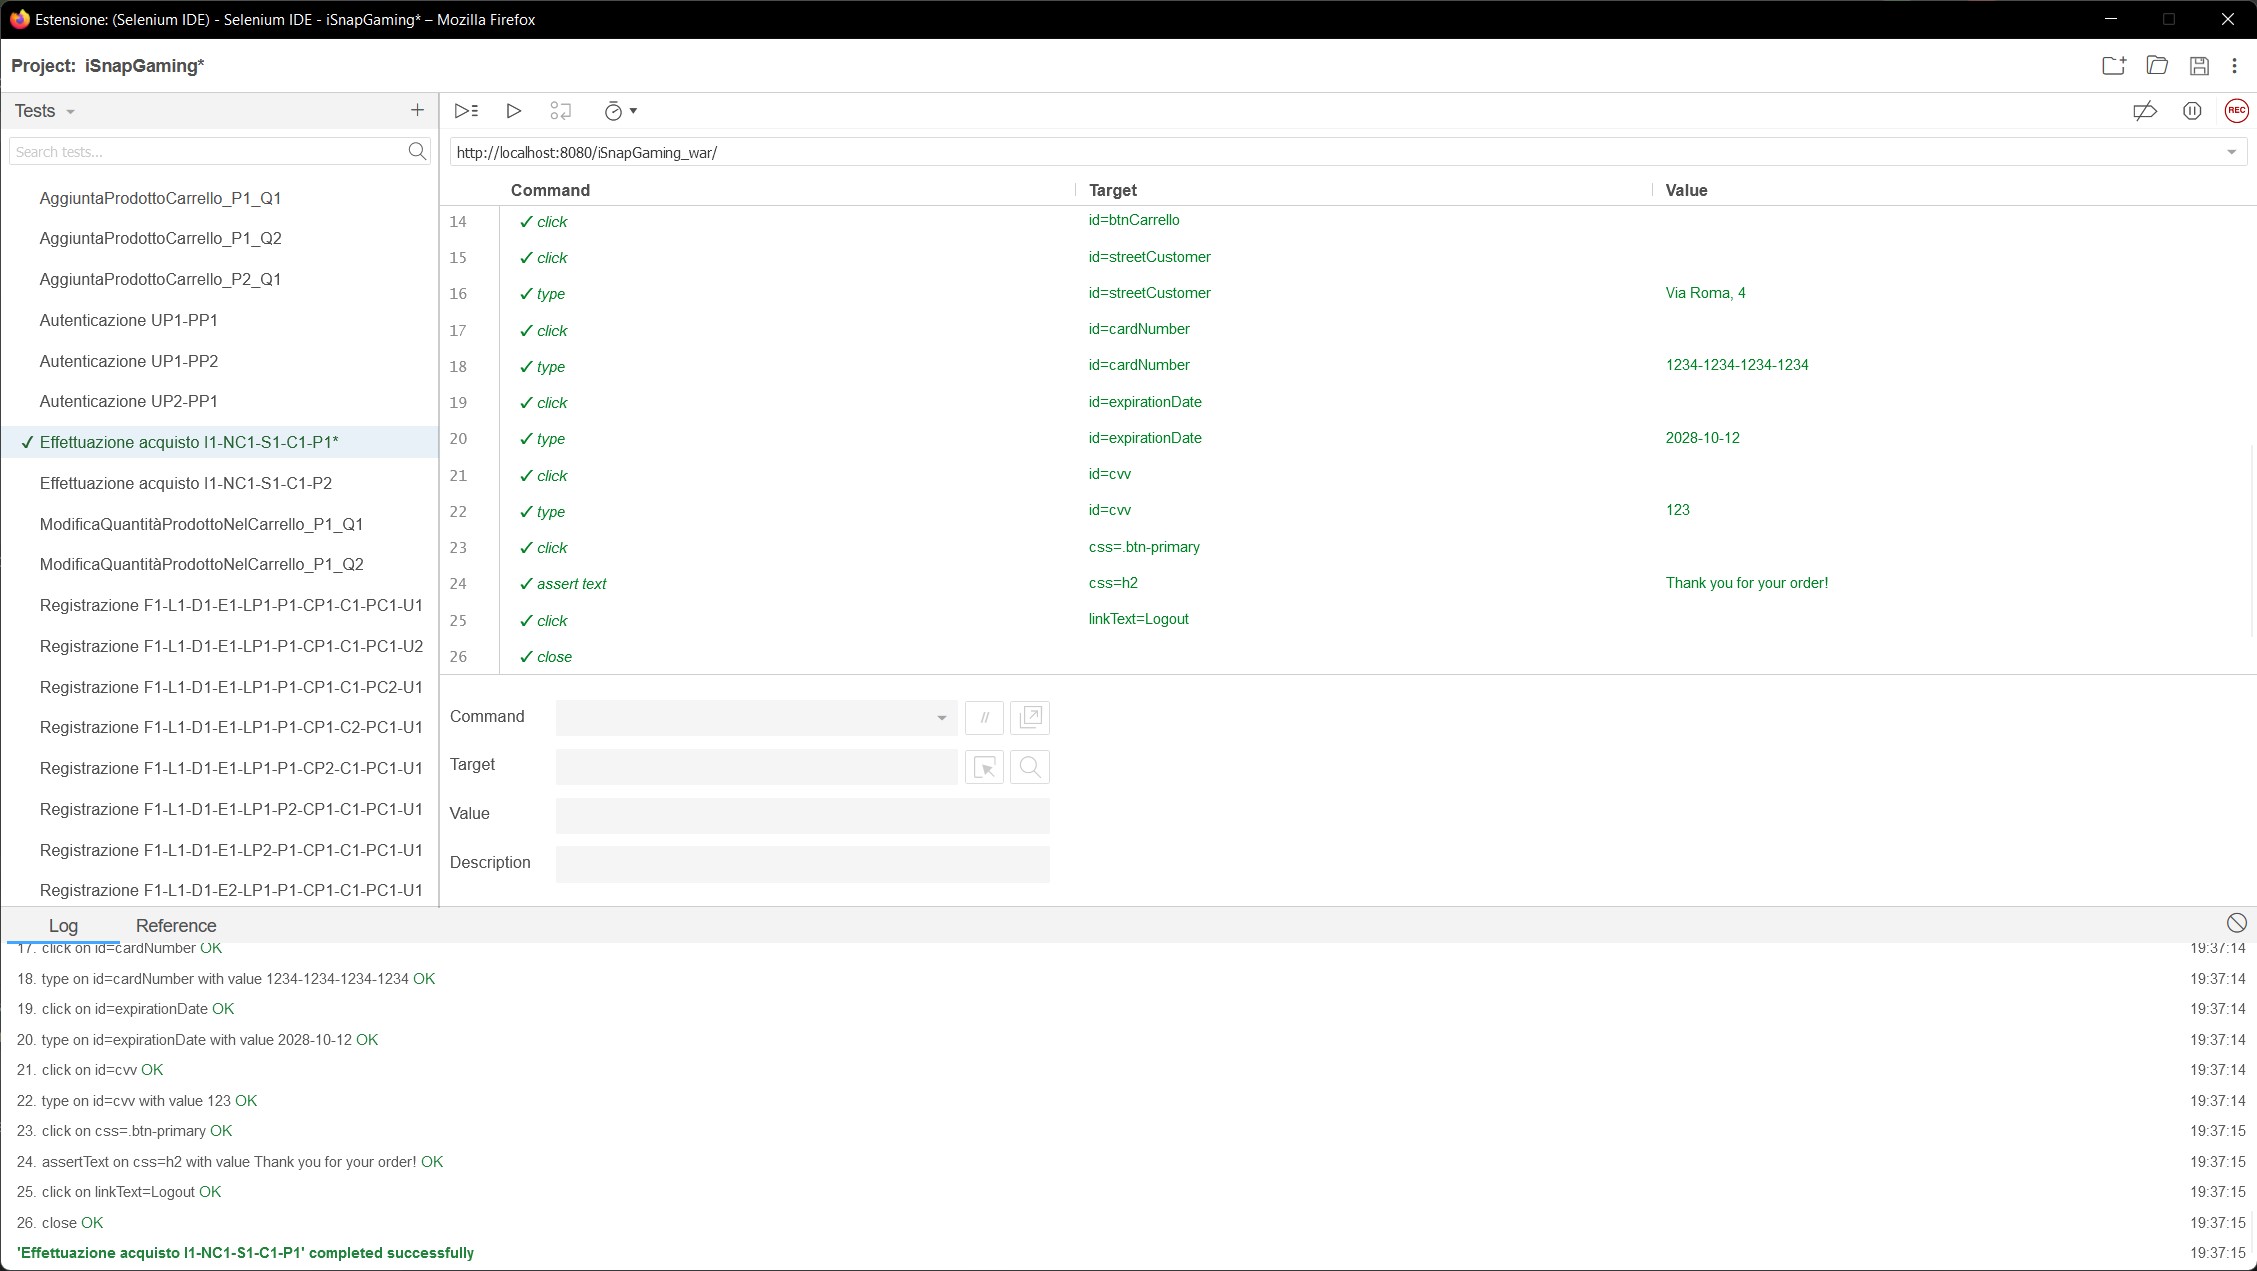 Estensione: (Selenium IDE) - Selenium IDE - iSnapGaming* – Mozilla Firefox
Project: iSnapGaming*
Tests
Search tests...
AggiuntaProdottoCarrello_P1_Q1
AggiuntaProdottoCarrello_P1_Q2
AggiuntaProdottoCarrello_P2_Q1
Autenticazione UP1-PP1
Autenticazione UP1-PP2
Autenticazione UP2-PP1
✓ Effettuazione acquisto I1-NC1-S1-C1-P1*
Effettuazione acquisto I1-NC1-S1-C1-P2
ModificaQuantitàProdottoNelCarrello_P1_Q1
ModificaQuantitàProdottoNelCarrello_P1_Q2
Registrazione F1-L1-D1-E1-LP1-P1-CP1-C1-PC1-U1
Registrazione F1-L1-D1-E1-LP1-P1-CP1-C1-PC1-U2
Registrazione F1-L1-D1-E1-LP1-P1-CP1-C1-PC2-U1
Registrazione F1-L1-D1-E1-LP1-P1-CP1-C2-PC1-U1
Registrazione F1-L1-D1-E1-LP1-P1-CP2-C1-PC1-U1
Registrazione F1-L1-D1-E1-LP1-P2-CP1-C1-PC1-U1
Registrazione F1-L1-D1-E1-LP2-P1-CP1-C1-PC1-U1
Registrazione F1-L1-D1-E2-LP1-P1-CP1-C1-PC1-U1
REC
http://localhost:8080/iSnapGaming_war/
Command Target Value
14 ✓ click id=btnCarrello
15 ✓ click id=streetCustomer
16 ✓ type id=streetCustomer Via Roma, 4
17 ✓ click id=cardNumber
18 ✓ type id=cardNumber 1234-1234-1234-1234
19 ✓ click id=expirationDate
20 ✓ type id=expirationDate 2028-10-12
21 ✓ click id=cvv
22 ✓ type id=cvv 123
23 ✓ click css=.btn-primary
24 ✓ assert text css=h2 Thank you for your order!
25 ✓ click linkText=Logout
26 ✓ close
Command //
Target
Value
Description
Log Reference
17. click on id=cardNumber OK 19:37:14
18. type on id=cardNumber with value 1234-1234-1234-1234 OK 19:37:14
19. click on id=expirationDate OK 19:37:14
20. type on id=expirationDate with value 2028-10-12 OK 19:37:14
21. click on id=cvv OK 19:37:14
22. type on id=cvv with value 123 OK 19:37:14
23. click on css=.btn-primary OK 19:37:15
24. assertText on css=h2 with value Thank you for your order! OK 19:37:15
25. click on linkText=Logout OK 19:37:15
26. close OK 19:37:15
'Effettuazione acquisto I1-NC1-S1-C1-P1' completed successfully 19:37:15